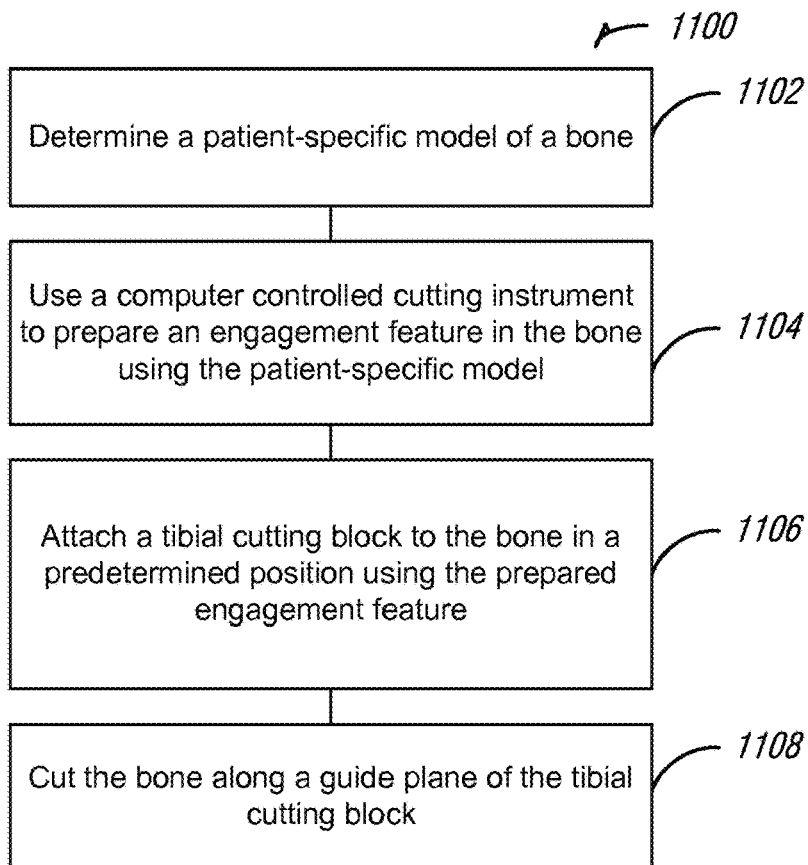 1100
Determine a patient-specific model of a bone
1102
Use a computer controlled cutting instrument
to prepare an engagement feature in the bone
using the patient-specific model
1104
Attach a tibial cutting block to the bone in a
predetermined position using the prepared
engagement feature
1106
Cut the bone along a guide plane of the tibial
cutting block
1108